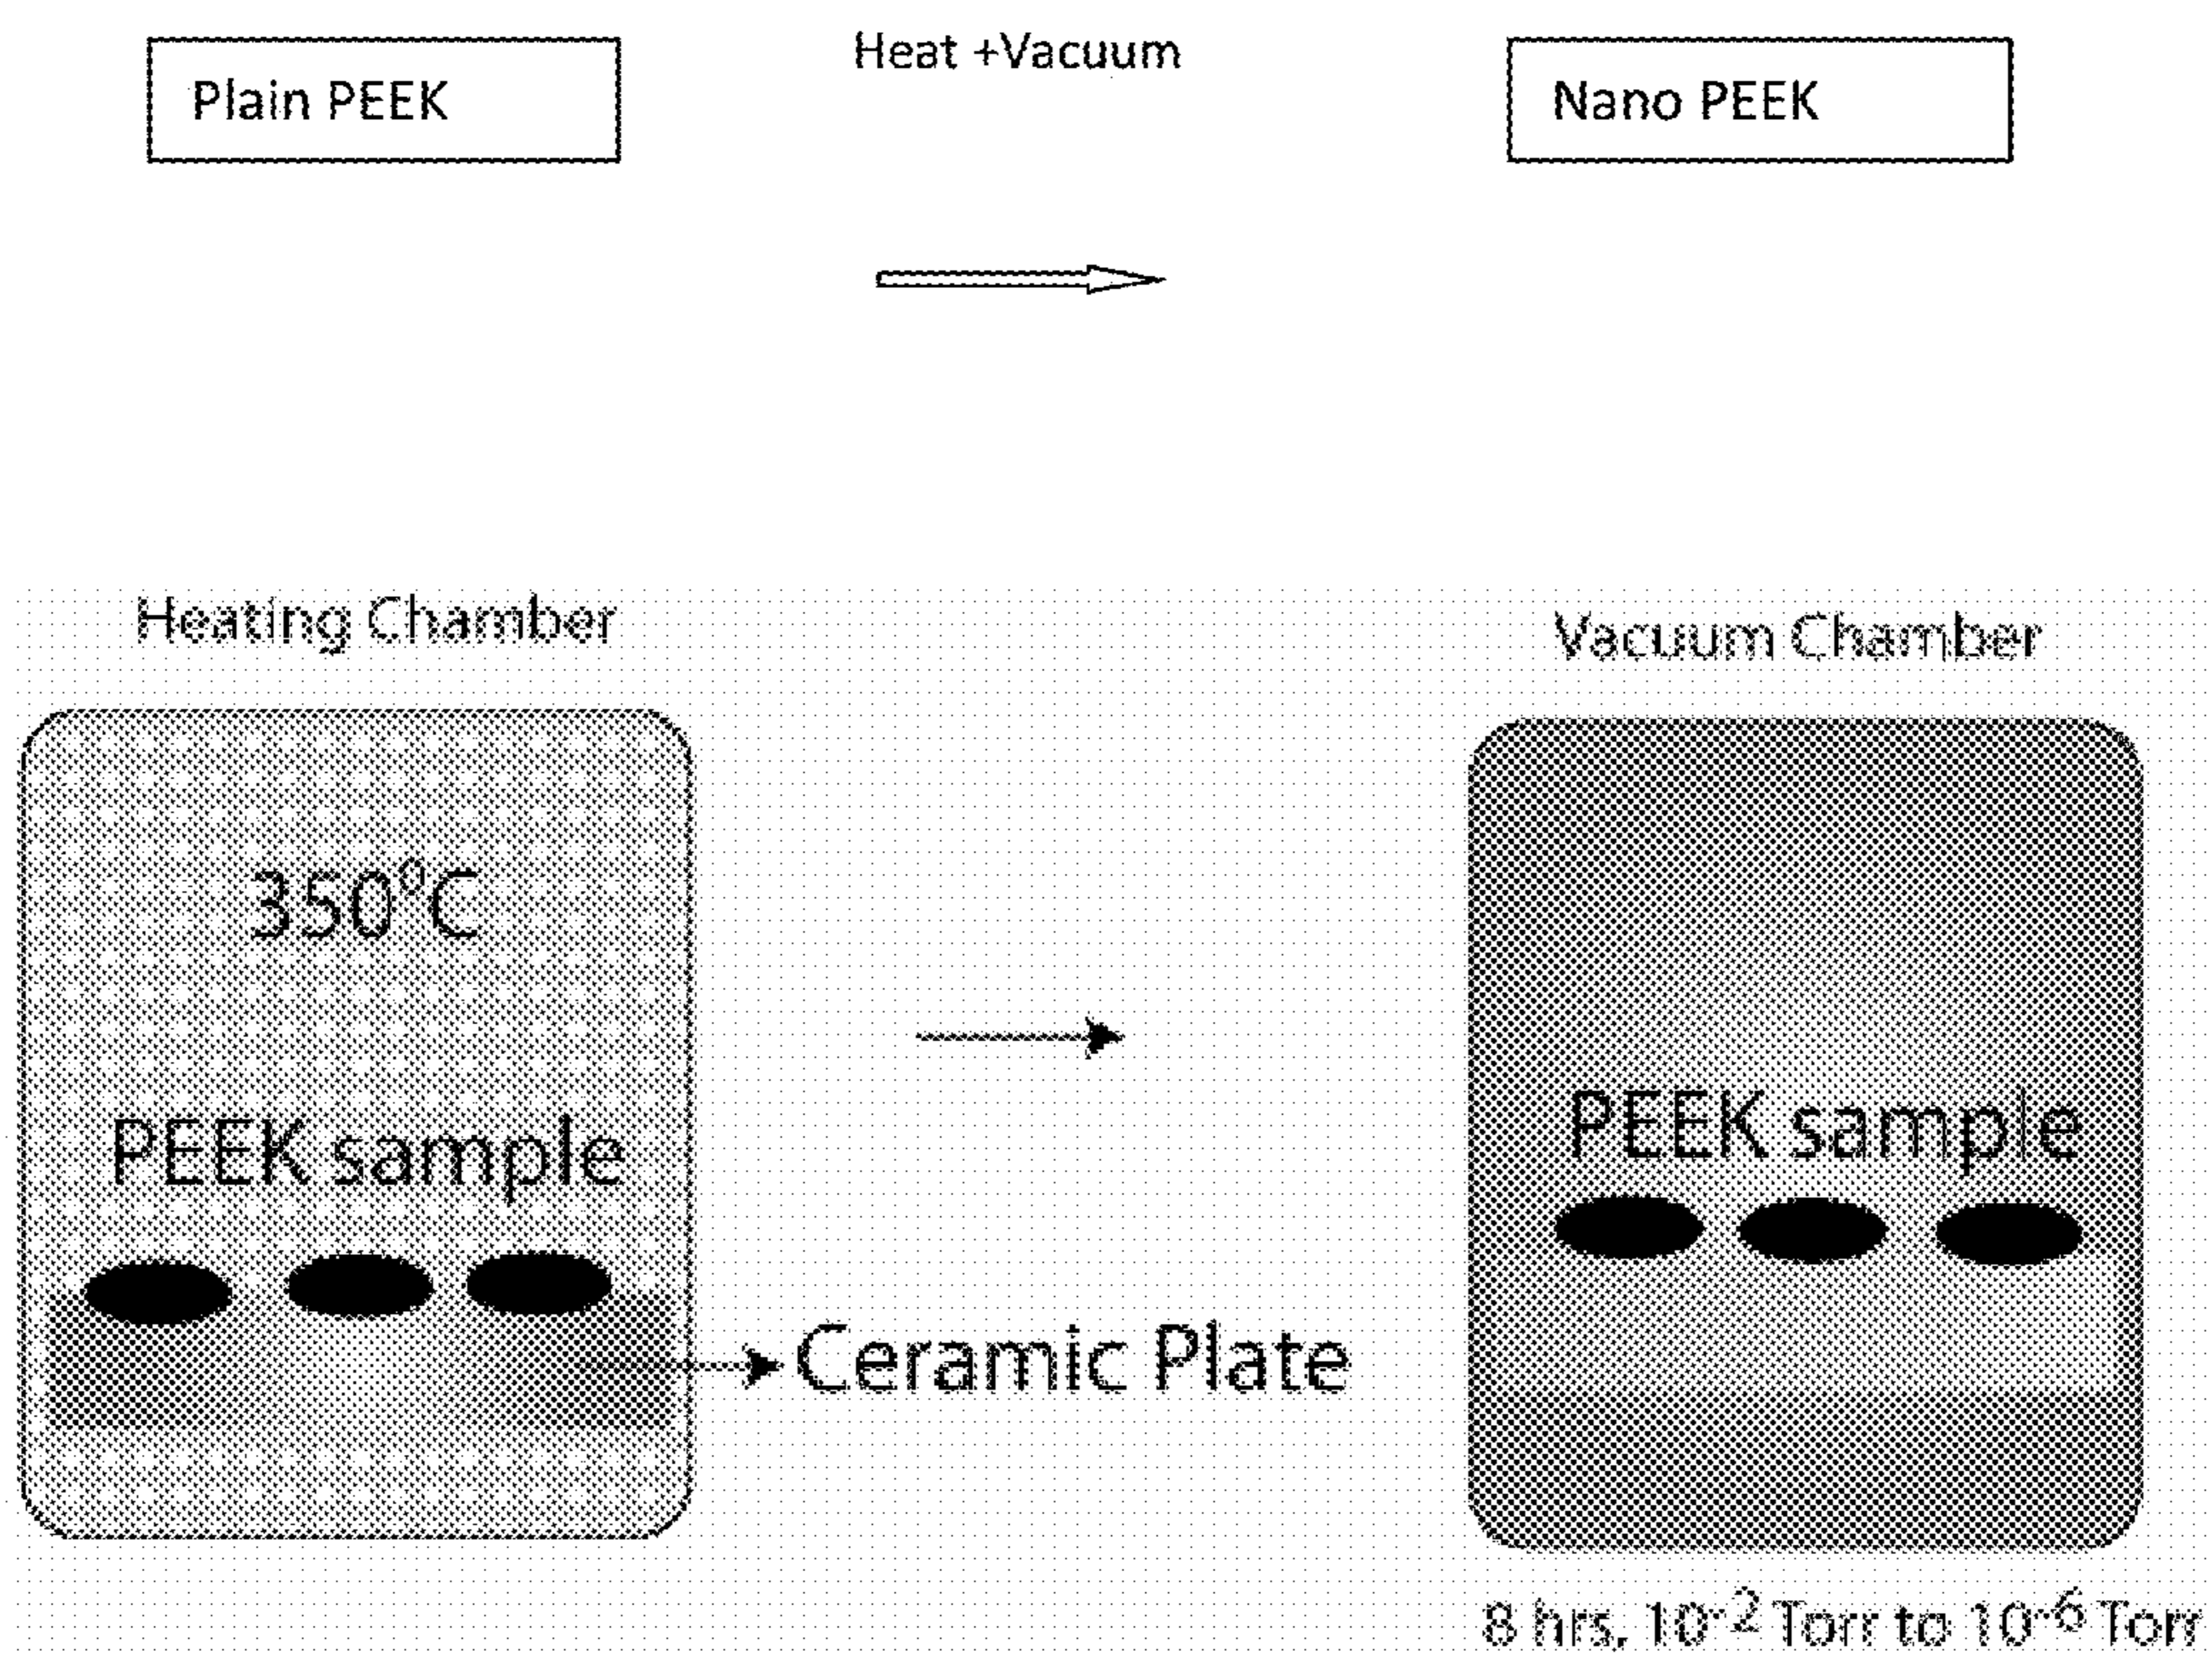 Plain PEEK
Heat +Vacuum
Nano PEEK
Heating Chamber
Vacuum Chamber
350⁰C
PEEK sample
PEEK sample
Ceramic Plate
8 hrs, 10⁻² Torr to 10⁻⁶ Torr